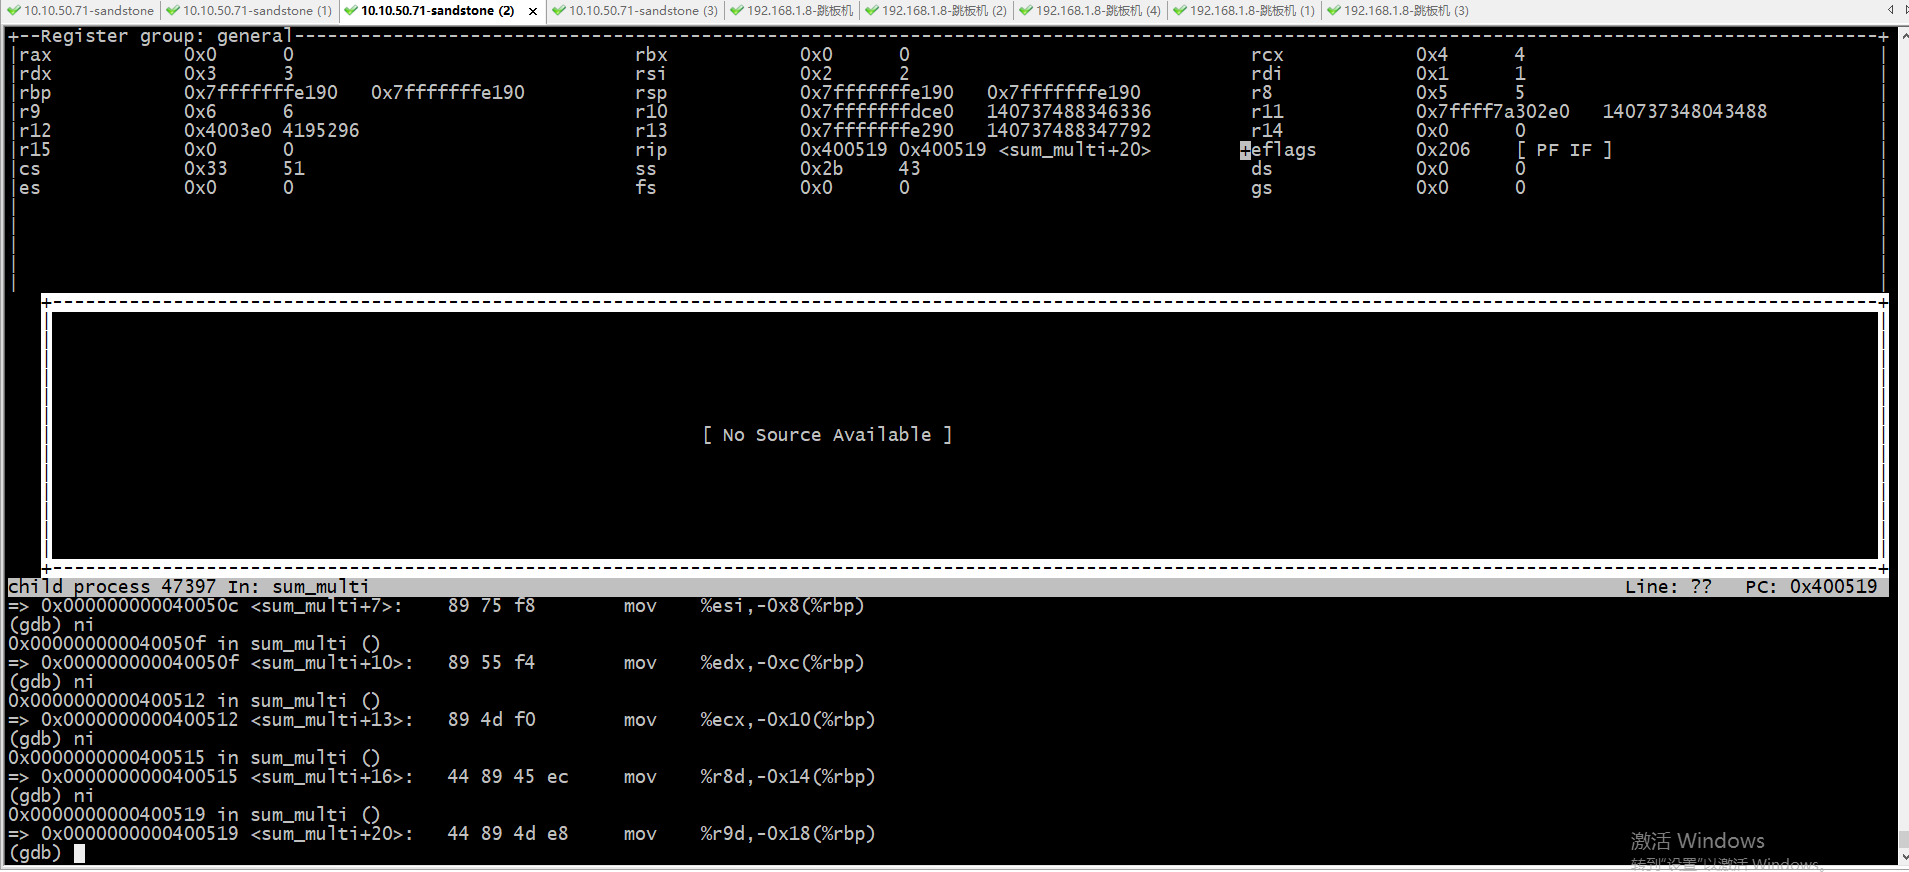 10.10.50.71-sandstone 10.10.50.71-sandstone (1) 10.10.50.71-sandstone (2) × 10.10.50.71-sandstone (3) 192.168.1.8-跳板机 192.168.1.8-跳板机 (2) 192.168.1.8-跳板机 (4) 192.168.1.8-跳板机 (1) 192.168.1.8-跳板机 (3)
Register group: general
rax 0x0 0 rbx 0x0 0 rcx 0x4 4
rdx 0x3 3 rsi 0x2 2 rdi 0x1 1
rbp 0x7fffffffe190 0x7fffffffe190 rsp 0x7fffffffe190 0x7fffffffe190 r8 0x5 5
r9 0x6 6 r10 0x7fffffffdce0 140737488346336 r11 0x7ffff7a302e0 140737348043488
r12 0x4003e0 4195296 r13 0x7fffffffe290 140737488347792 r14 0x0 0
r15 0x0 0 rip 0x400519 0x400519 <sum_multi+20> +eflags 0x206 [ PF IF ]
cs 0x33 51 ss 0x2b 43 ds 0x0 0
es 0x0 0 fs 0x0 0 gs 0x0 0
[ No Source Available ]
child process 47397 In: sum_multi Line: ?? PC: 0x400519
=> 0x000000000040050c <sum_multi+7>: 89 75 f8 mov %esi,-0x8(%rbp)
(gdb) ni
0x000000000040050f in sum_multi ()
=> 0x000000000040050f <sum_multi+10>: 89 55 f4 mov %edx,-0xc(%rbp)
(gdb) ni
0x0000000000400512 in sum_multi ()
=> 0x0000000000400512 <sum_multi+13>: 89 4d f0 mov %ecx,-0x10(%rbp)
(gdb) ni
0x0000000000400515 in sum_multi ()
=> 0x0000000000400515 <sum_multi+16>: 44 89 45 ec mov %r8d,-0x14(%rbp)
(gdb) ni
0x0000000000400519 in sum_multi ()
=> 0x0000000000400519 <sum_multi+20>: 44 89 4d e8 mov %r9d,-0x18(%rbp)
(gdb)
激活 Windows
转到"设置"以激活 Windows。